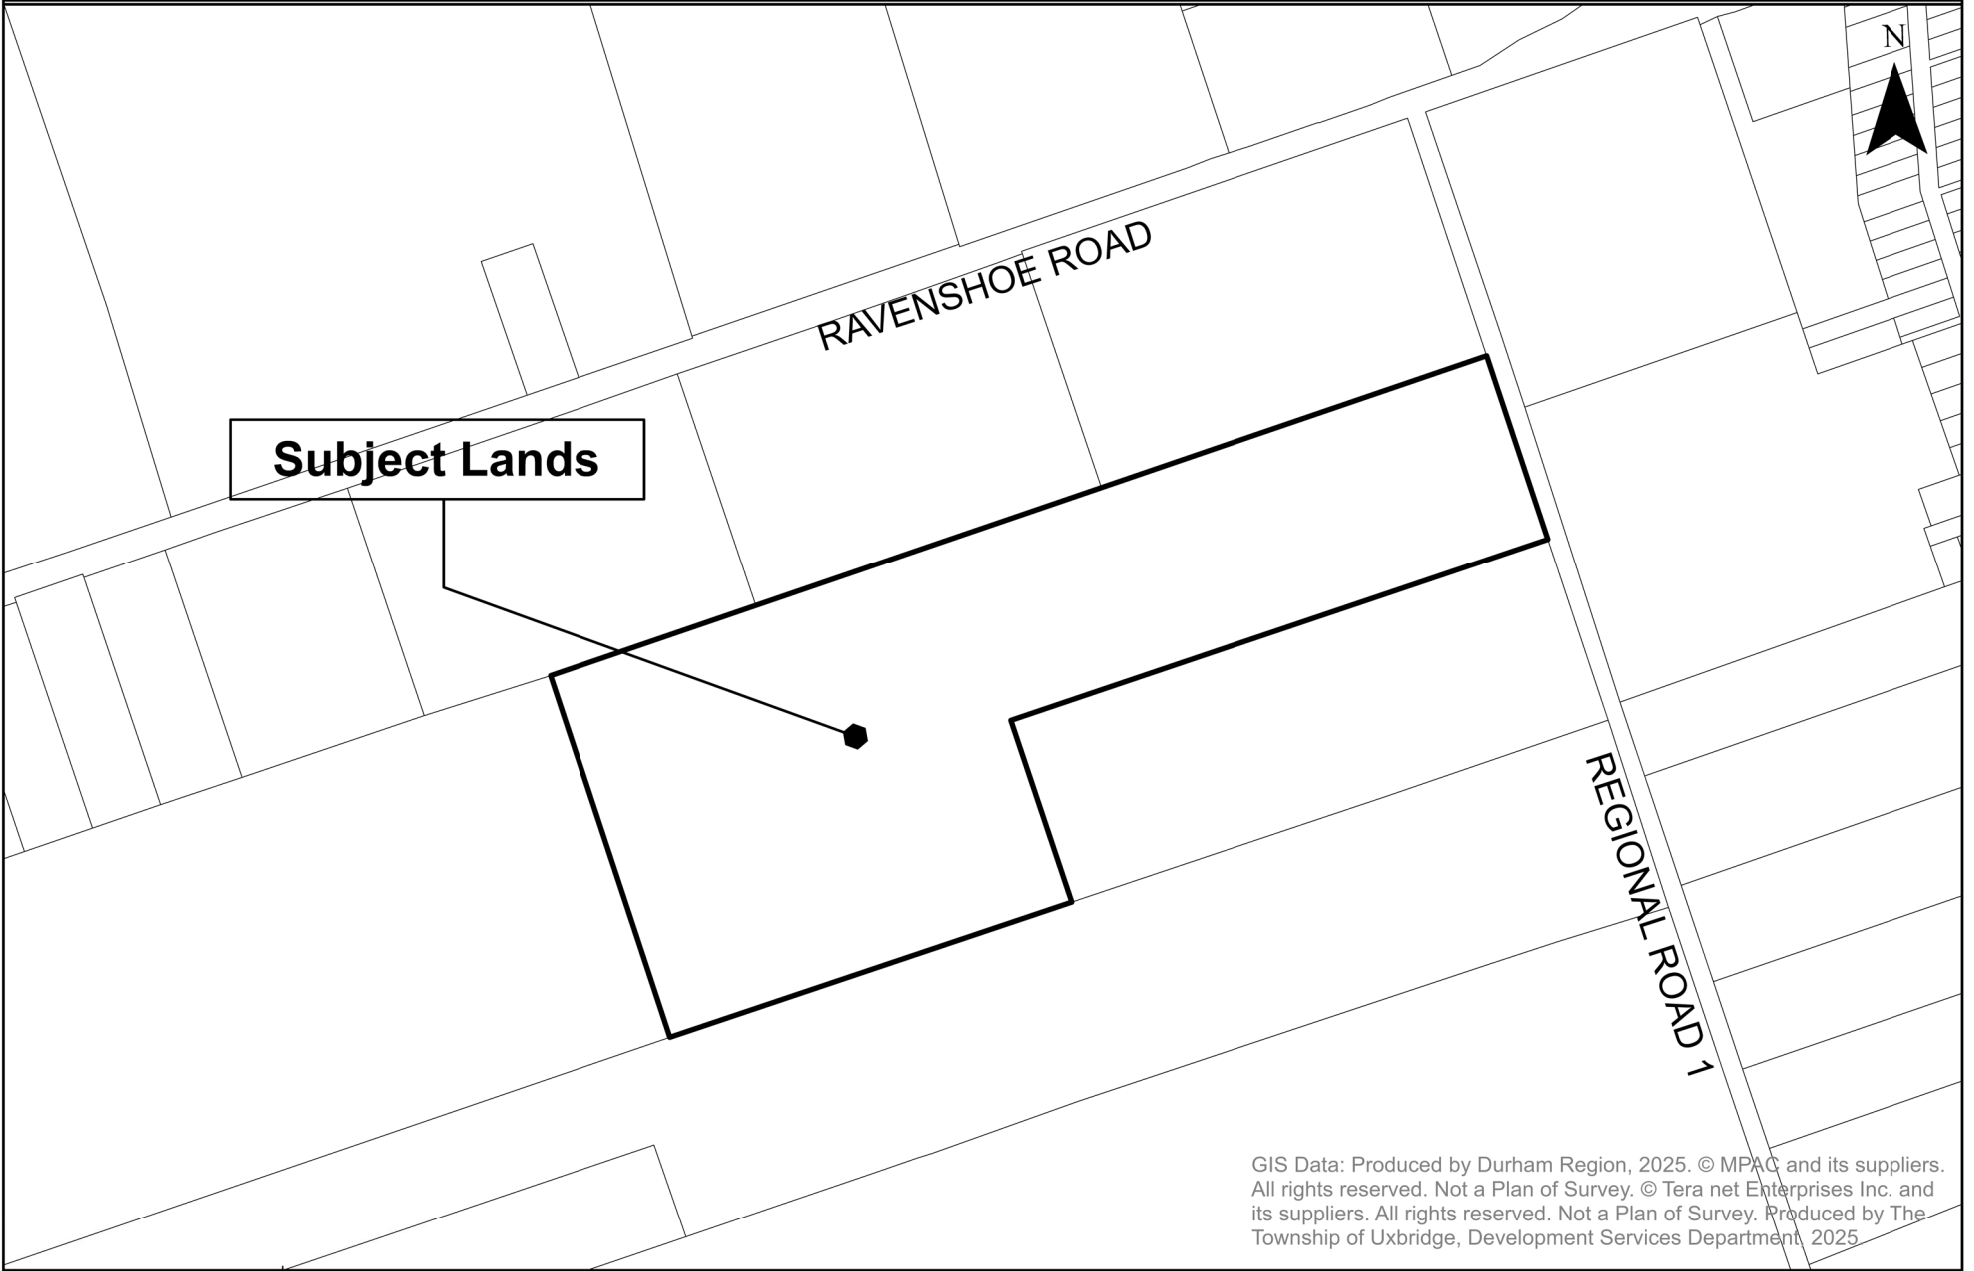 N
RAVENSHOE ROAD
Subject Lands
REGIONAL ROAD 1
GIS Data: Produced by Durham Region, 2025. © MPAC and its suppliers.
All rights reserved. Not a Plan of Survey. © Tera net Enterprises Inc. and
its suppliers. All rights reserved. Not a Plan of Survey. Produced by The
Township of Uxbridge, Development Services Department, 2025